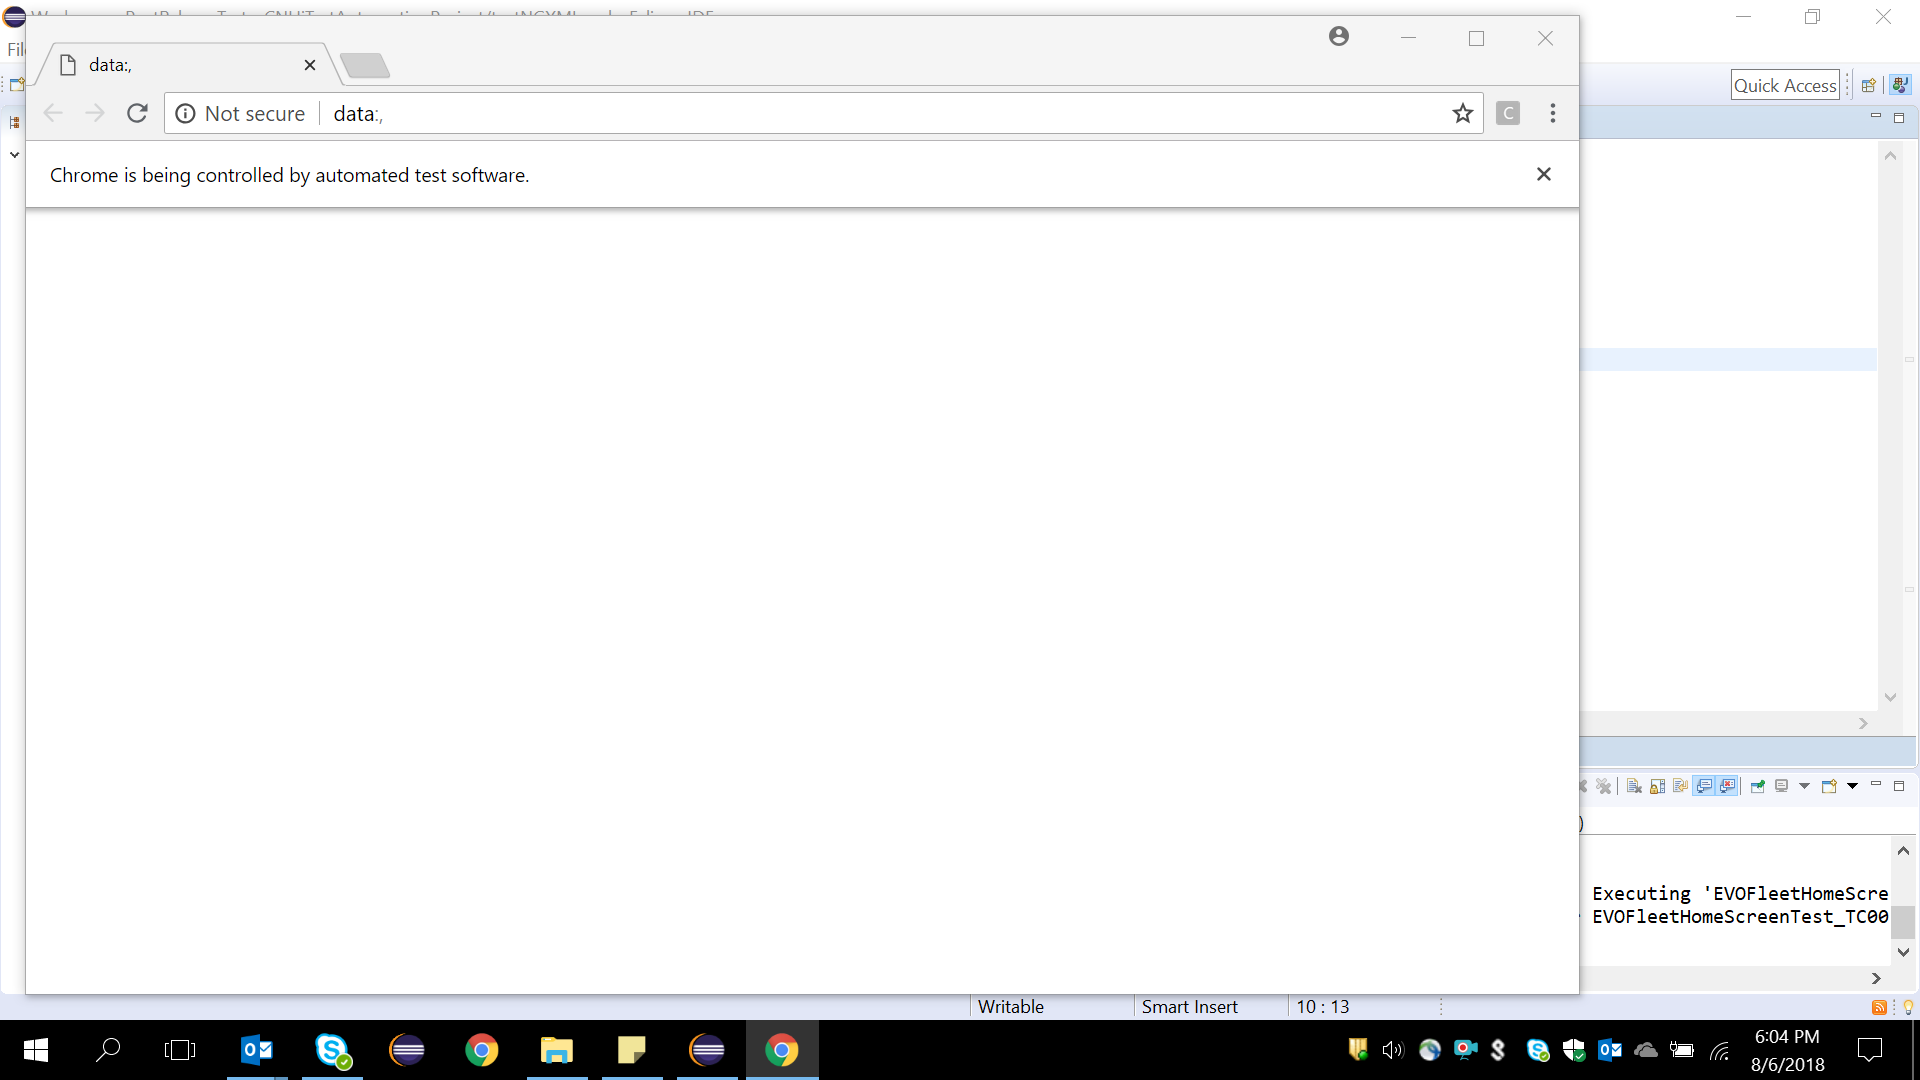 data:,
Fil
Quick Access
Not secure
data:,
C
Chrome is being controlled by automated test software.
)
Executing 'EVOFleetHomeScre
EVOFleetHomeScreenTest_TC00
Writable
Smart Insert
10 : 13
6:04 PM
8/6/2018